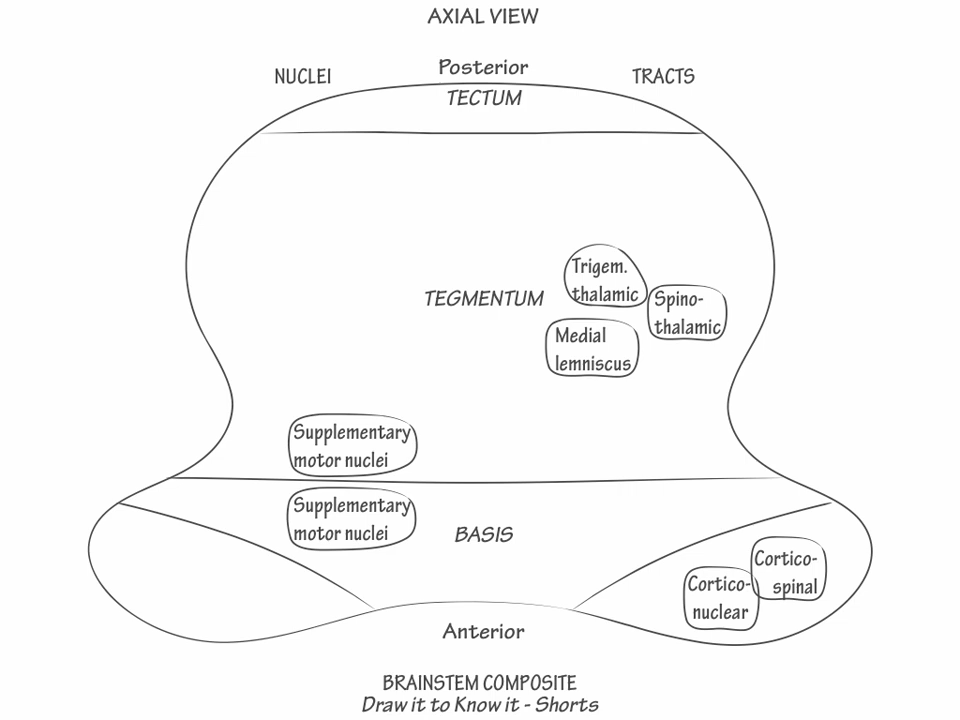 AXIAL VIEW
NUCLEI
Posterior
TRACTS
TECTUM
Trigem.
thalamic
TEGMENTUM
Spino-
thalamic
Medial
lemniscus
Supplementary
motor nuclei
Supplementary
motor nuclei
BASIS
Cortico-
spinal
Cortico-
nuclear
Anterior
BRAINSTEM COMPOSITE
Draw it to Know it - Shorts